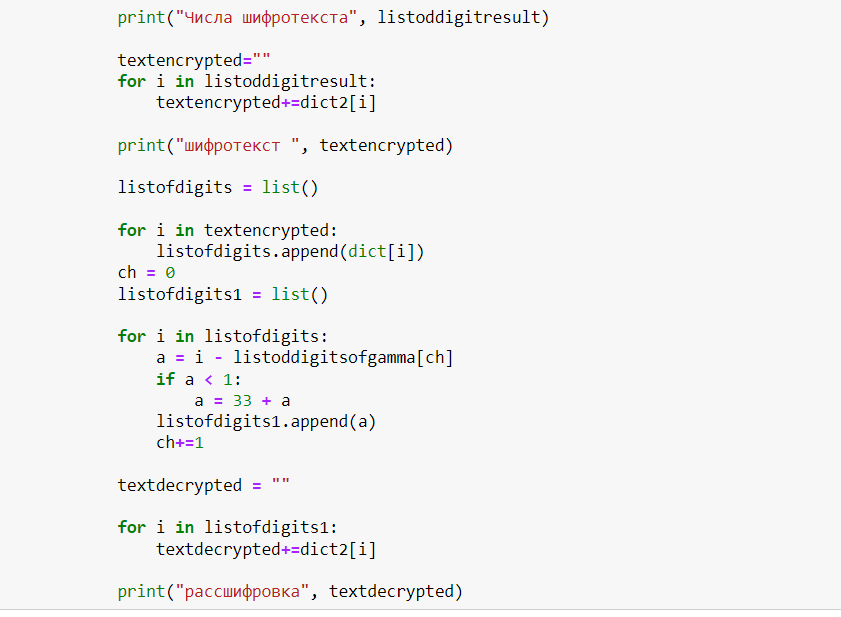 print("Числа шифротекста", listoddigitresult)
textencrypted=""
for i in listoddigitresult:
    textencrypted+=dict2[i]
print("шифротекст ", textencrypted)
listofdigits = list()
for i in textencrypted:
    listofdigits.append(dict[i])
ch = 0
listofdigits1 = list()
for i in listofdigits:
    a = i - listoddigitsofgamma[ch]
    if a < 1:
        a = 33 + a
    listofdigits1.append(a)
    ch+=1
textdecrypted = ""
for i in listofdigits1:
    textdecrypted+=dict2[i]
print("рассшифровка", textdecrypted)